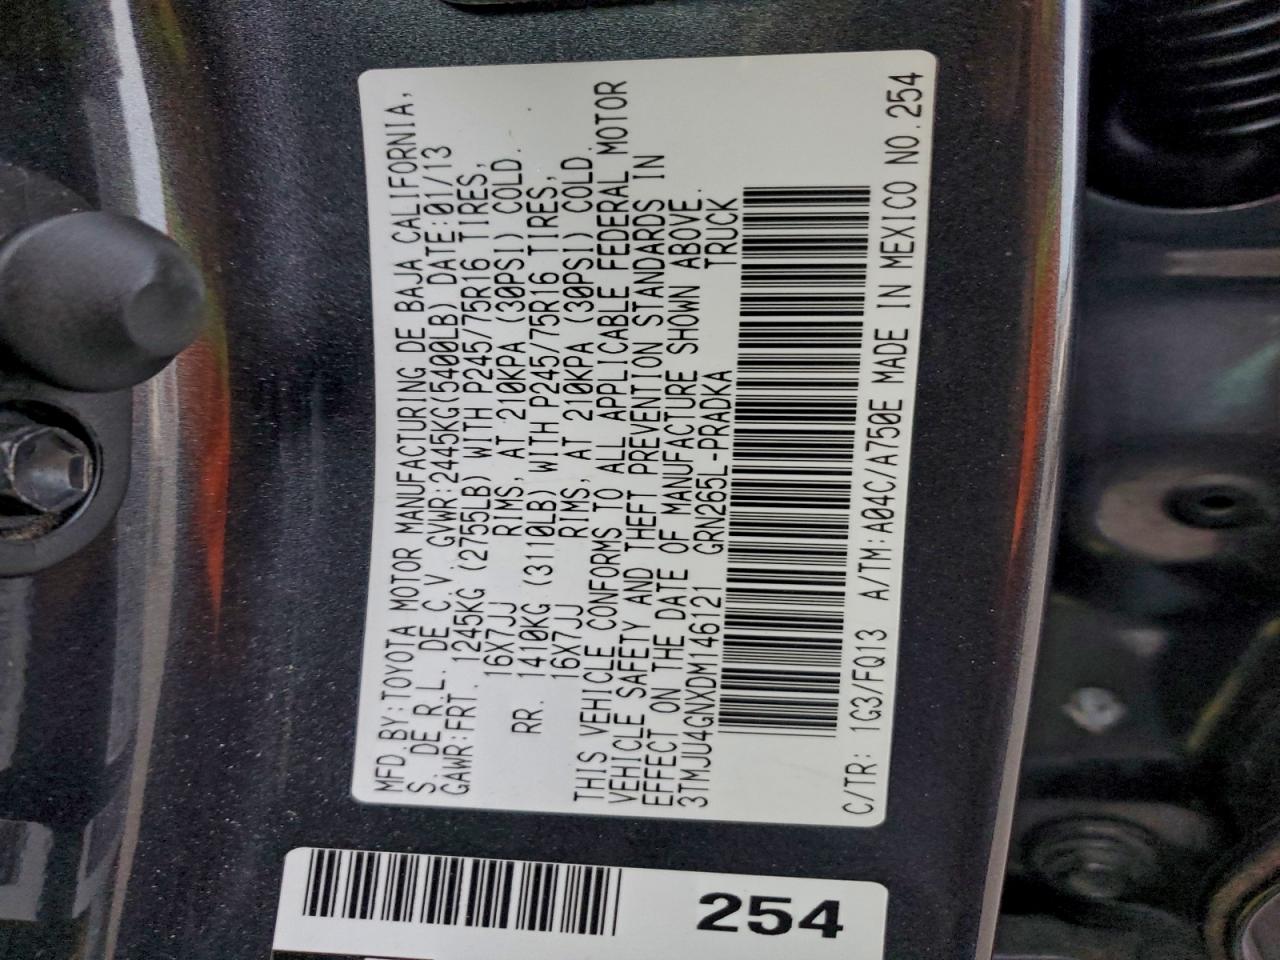 MFD.BY:TOYOTA MOTOR MANUFACTURING DE BAJA CALIFORNIA,
S. DE R.L. DE C.V. GVWR:2445KG(5400LB) DATE:01/13
GAWR:FRT. 1245KG (2755LB) WITH P245/75R16 TIRES,
16X7JJ RIMS, AT 210KPA (30PSI) COLD.
RR. 1410KG (3110LB) WITH P245/75R16 TIRES,
16X7JJ RIMS, AT 210KPA (30PSI) COLD.
THIS VEHICLE CONFORMS TO ALL APPLICABLE FEDERAL MOTOR
VEHICLE SAFETY AND THEFT PREVENTION STANDARDS IN
EFFECT ON THE DATE OF MANUFACTURE SHOWN ABOVE.
3TMJU4GNXDM146121 GRN265L-PRADKA TRUCK
C/TR: 1G3/FQ13 A/TM:A04C/A750E MADE IN MEXICO NO.254
254